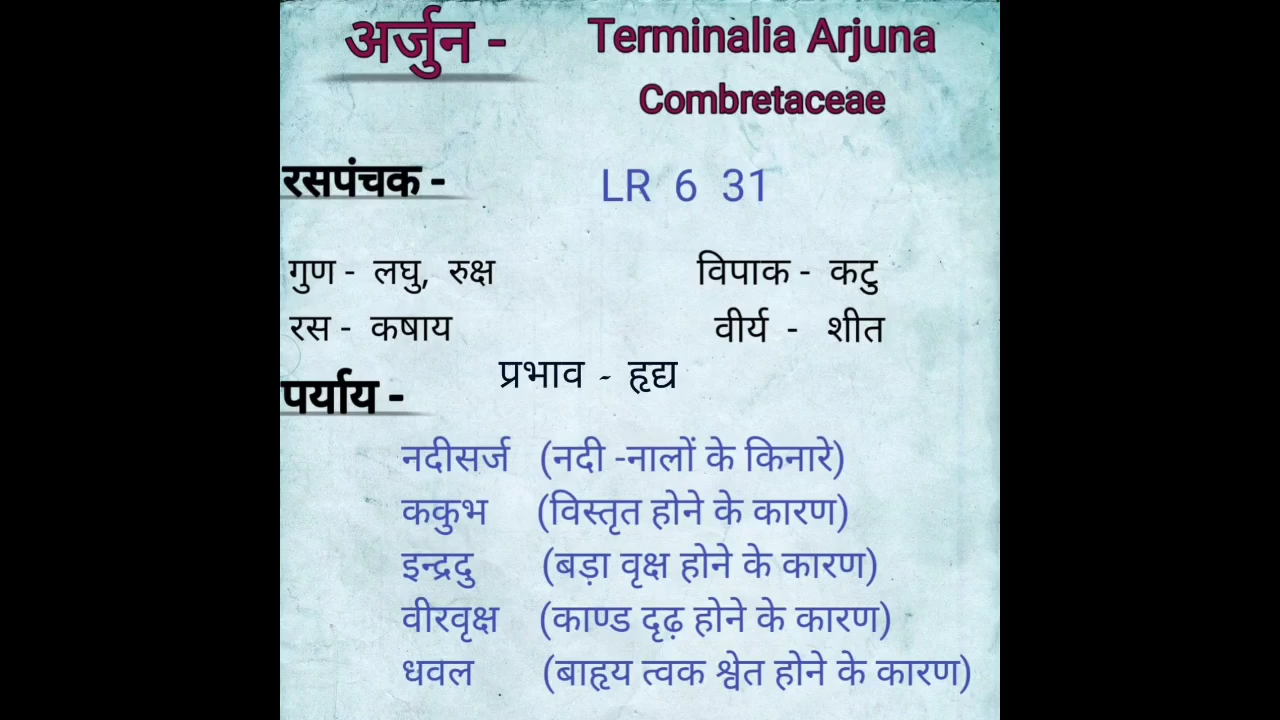 अर्जुन - Terminalia Arjuna
Combretaceae
रसपंचक - LR 6 31
गुण - लघु, रुक्ष विपाक - कटु
रस - कषाय वीर्य - शीत
प्रभाव - हृद्य
पर्याय -
नदीसर्ज (नदी -नालों के किनारे)
ककुभ (विस्तृत होने के कारण)
इन्द्रदु (बड़ा वृक्ष होने के कारण)
वीरवृक्ष (काण्ड दृढ़ होने के कारण)
धवल (बाहृय त्वक श्वेत होने के कारण)